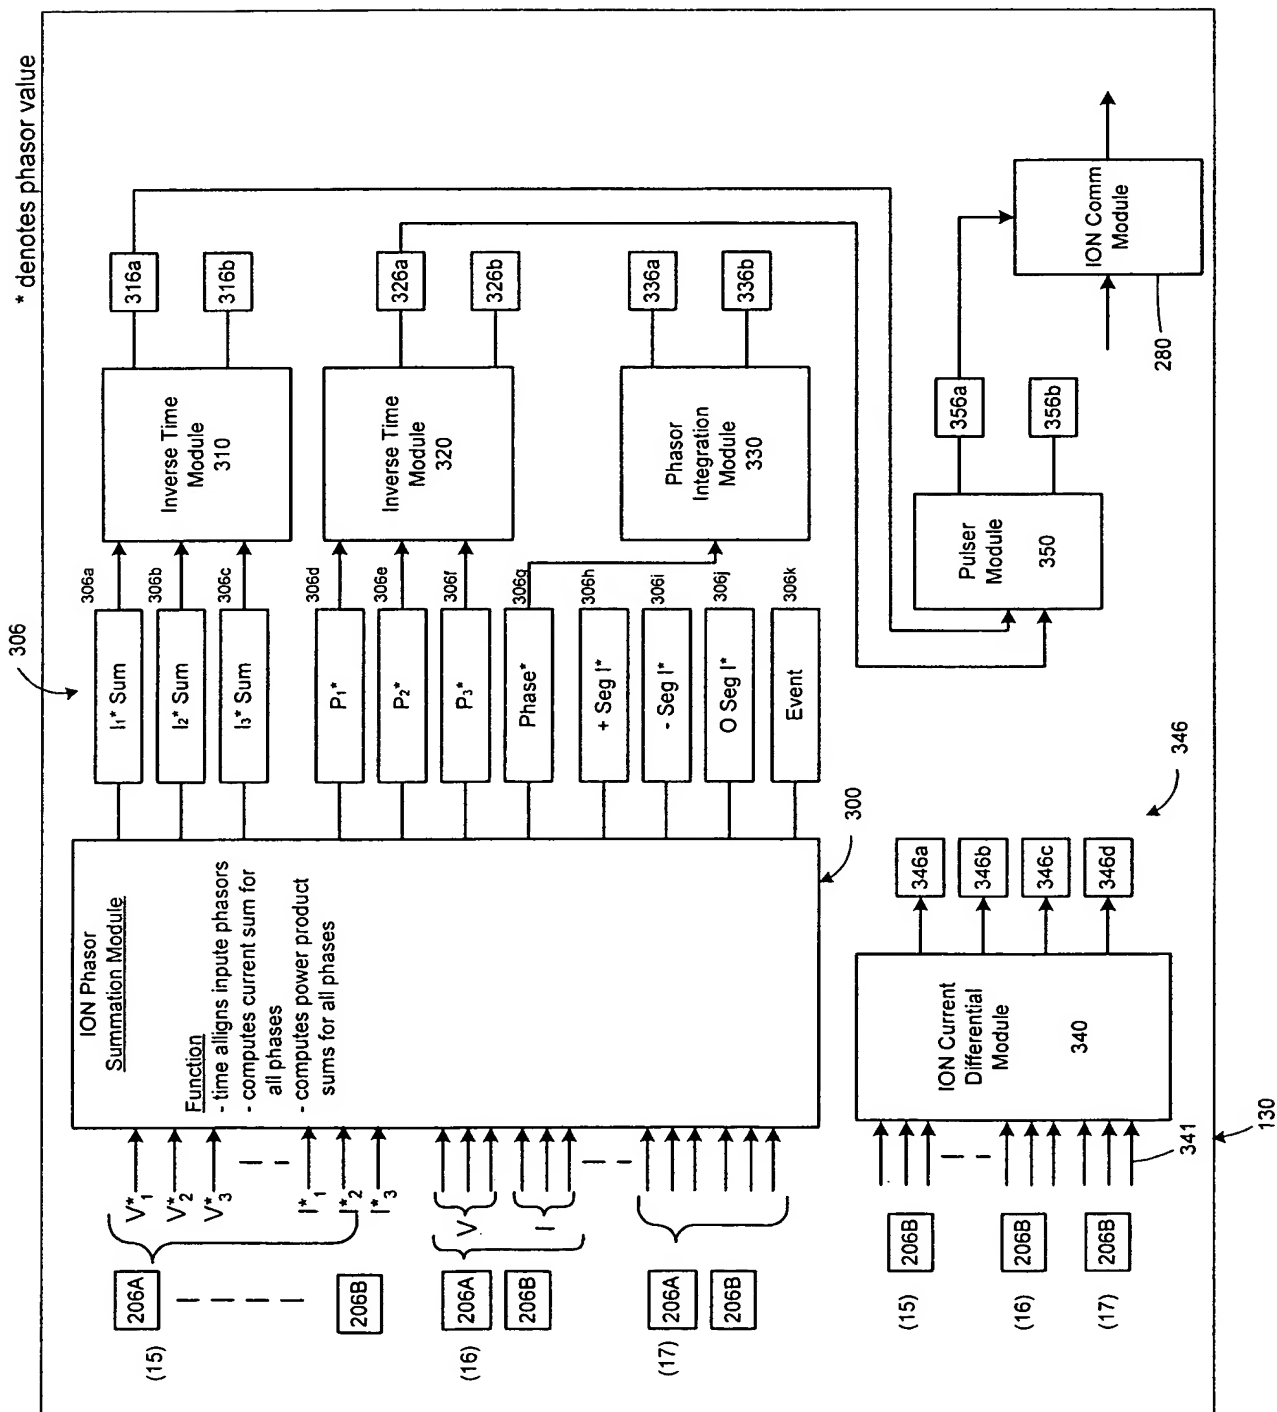 * denotes phasor value
306
ION Phasor
Summation Module
Function
- time alligns inpute phasors
- computes current sum for
all phases
- computes power product
sums for all phases
300
(15)
206A
206B
V*1
V*2
V*3
I*1
I*2
I*3
(16)
206A
206B
V
I
(17)
206A
206B
I1* Sum
306a
I2* Sum
306b
I3* Sum
306c
P1*
306d
P2*
306e
P3*
306f
Phase*
306g
+ Seg I*
306h
- Seg I*
306i
O Seg I*
306j
Event
306k
Inverse Time
Module
310
316a
316b
Inverse Time
Module
320
326a
326b
Phasor
Integration
Module
330
336a
336b
(15)
206B
(16)
206B
(17)
206B
341
130
ION Current
Differential
Module
340
346a
346b
346c
346d
346
Pulser
Module
350
356a
356b
ION Comm
Module
280